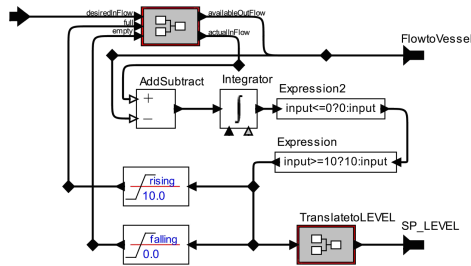 desiredInFlow
availableOutFlow
full
empty
actualInFlow
FlowtoVessel
AddSubtract
Integrator
Expression2
+
−
∫
input<=0?0:input
Expression
input>=10?10:input
rising
10.0
TranslatetoLEVEL
SP_LEVEL
falling
0.0